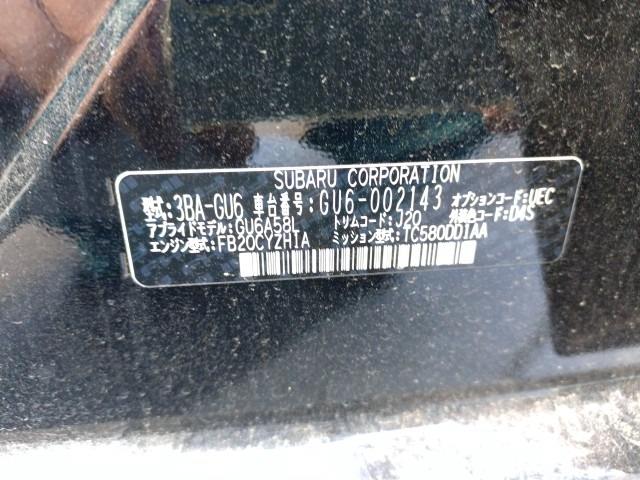 SUBARU CORPORATION
型式:3BA-GU6 車台番号:GU6-002143 オプションコード:UEC
アプライドモデル:GU6A58L トリムコード:J20 外装色コード:D4S
エンジン型式:FB20CYZH1A ミッション型式:TC580DD1AA